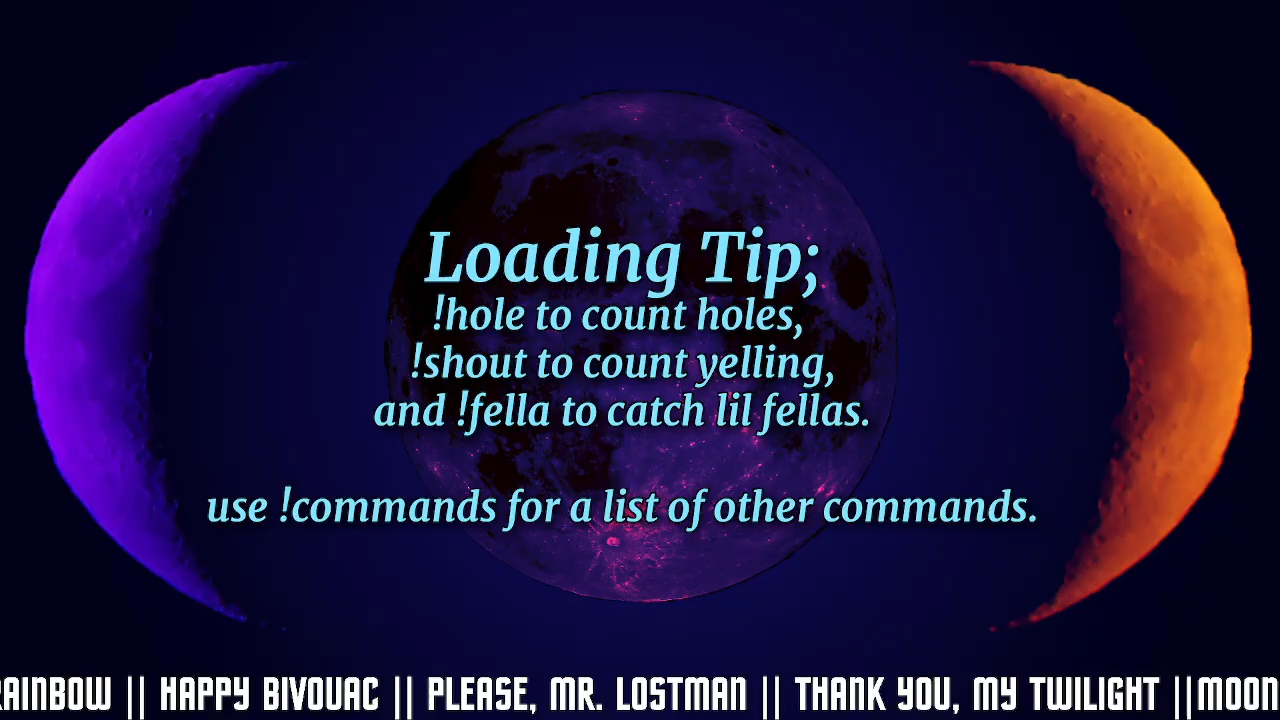 Loading Tip;
!hole to count holes,
!shout to count yelling,
and !fella to catch lil fellas.
use !commands for a list of other commands.
RAINBOW || HAPPY BIVOUAC || PLEASE, MR. LOSTMAN || THANK YOU, MY TWILIGHT ||MOON